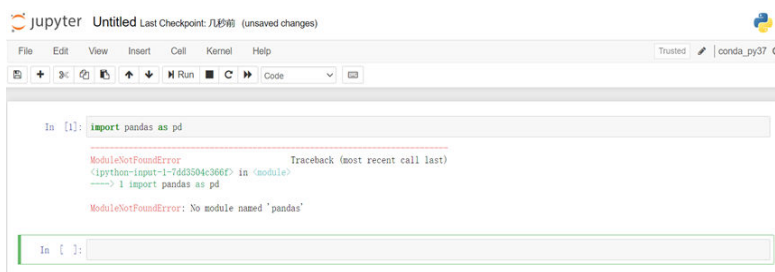 jupyter Untitled Last Checkpoint: 几秒前 (unsaved changes)
File Edit View Insert Cell Kernel Help Trusted conda_py37
Run Code
In [1]: import pandas as pd
---------------------------------------------------------------------------
ModuleNotFoundError Traceback (most recent call last)
<ipython-input-1-7dd3504c366f> in <module>
----> 1 import pandas as pd
ModuleNotFoundError: No module named 'pandas'
In [ ]: